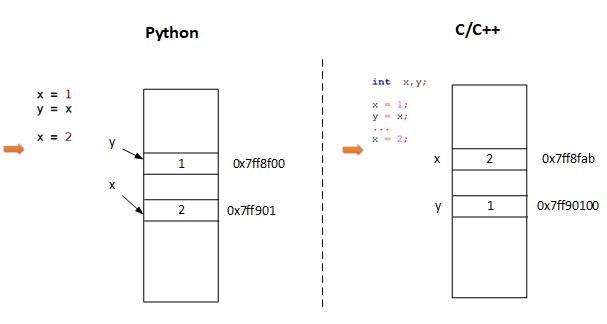 Python
x = 1
y = x
x = 2
y
1
0x7ff8f00
x
2
0x7ff901
C/C++
int x,y;
x = 1;
y = x;
...
x = 2;
x
2
0x7ff8fab
y
1
0x7ff90100